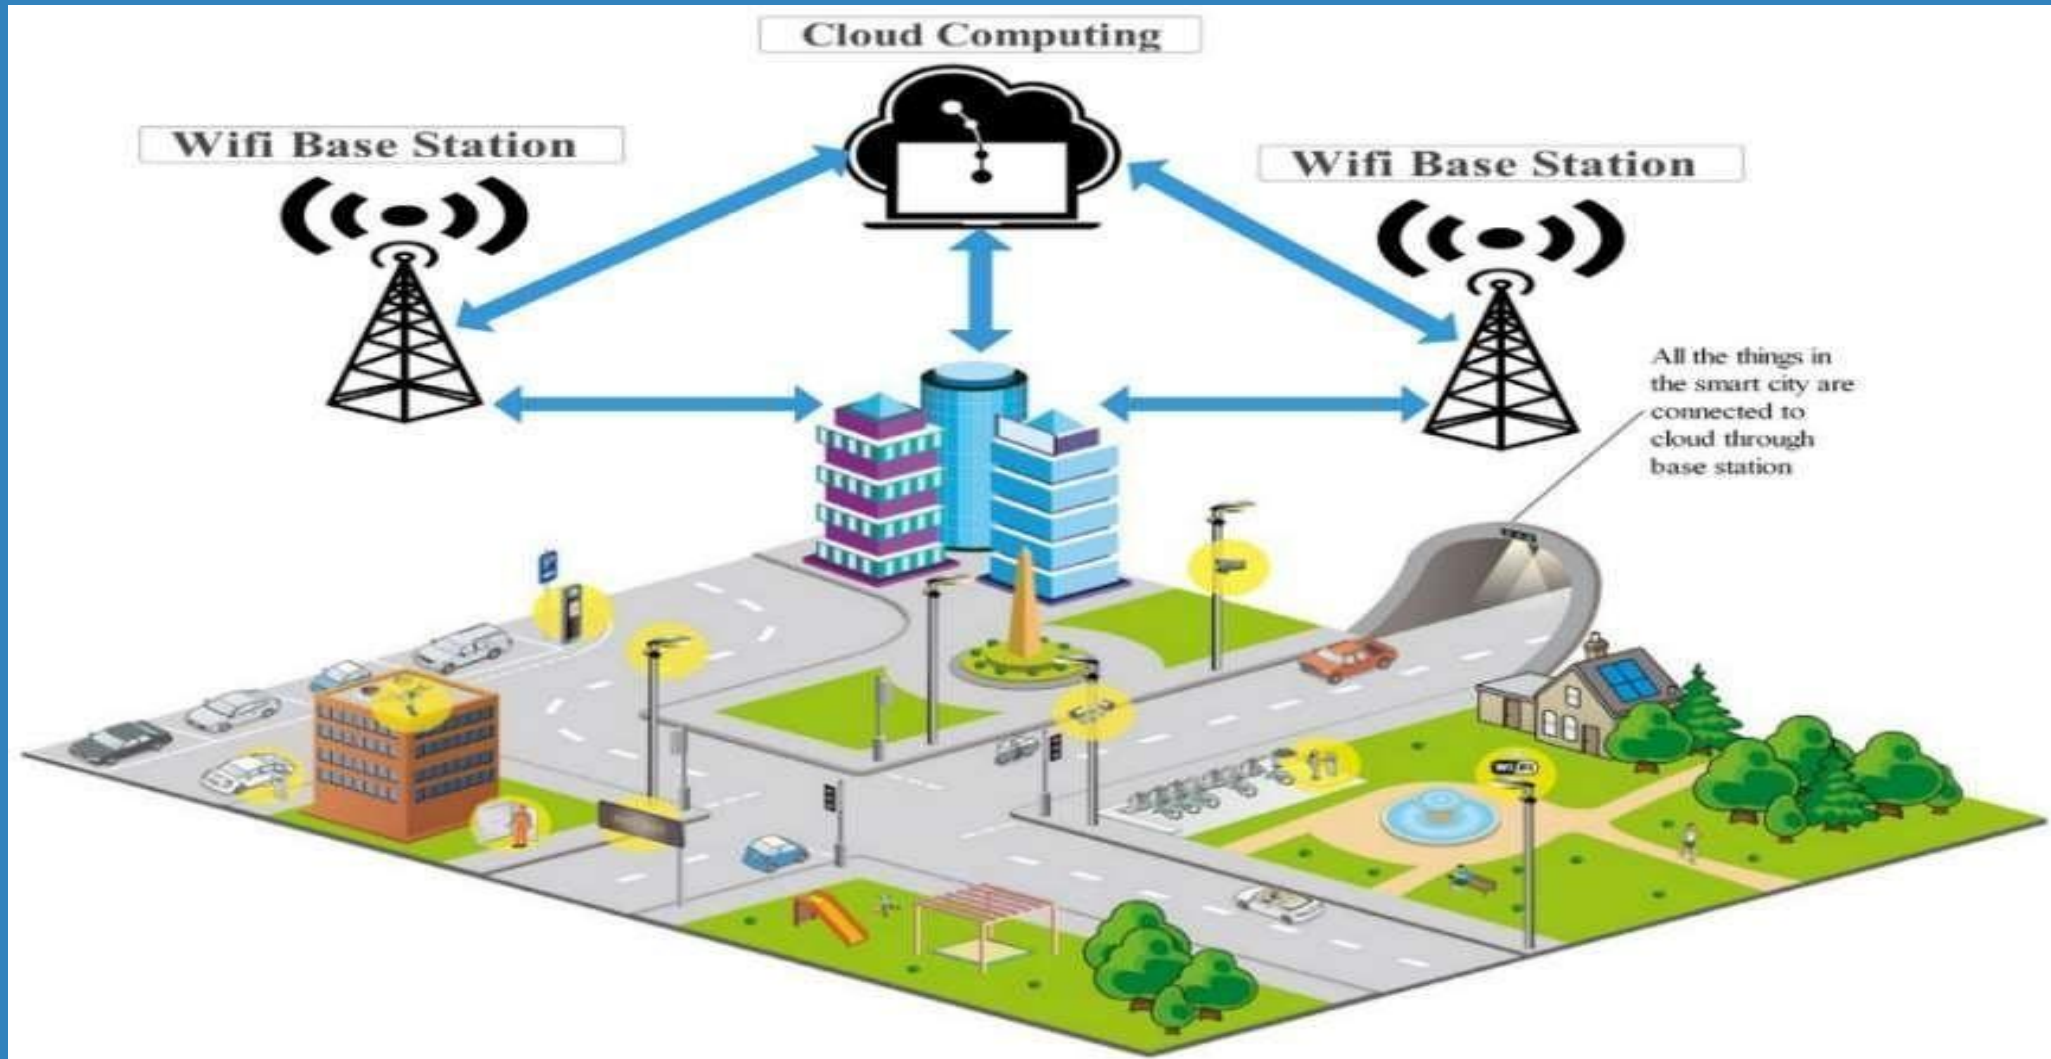 Cloud Computing
Wifi Base Station
Wifi Base Station
All the things in
the smart city are
connected to
cloud through
base station